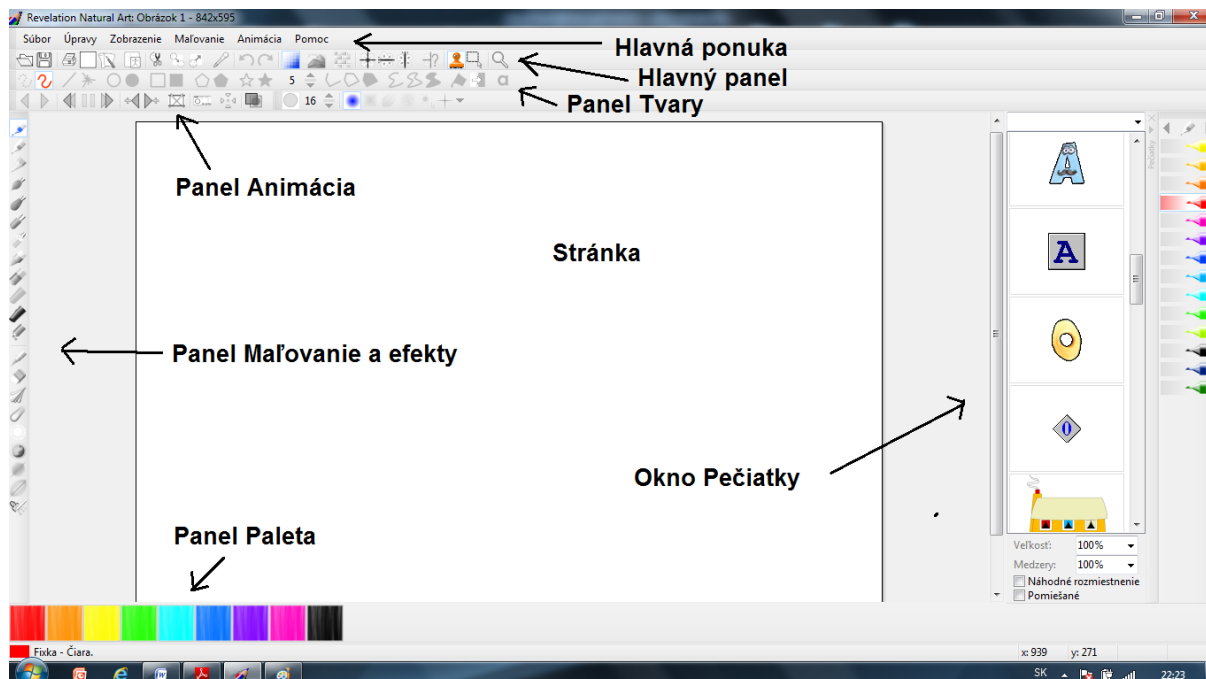 Revelation Natural Art: Obrázok 1 - 842x595
Súbor Úpravy Zobrazenie Maľovanie Animácia Pomoc
Hlavná ponuka
Hlavný panel
5
Panel Tvary
16
Panel Animácia
Pečiatky
A
Stránka
A
Panel Maľovanie a efekty
0
Okno Pečiatky
Panel Paleta
Veľkosť: 100%
Medzery: 100%
Náhodné rozmiestnenie
Pomiešané
Fixka - Čiara.
x: 939 y: 271
SK
22:23